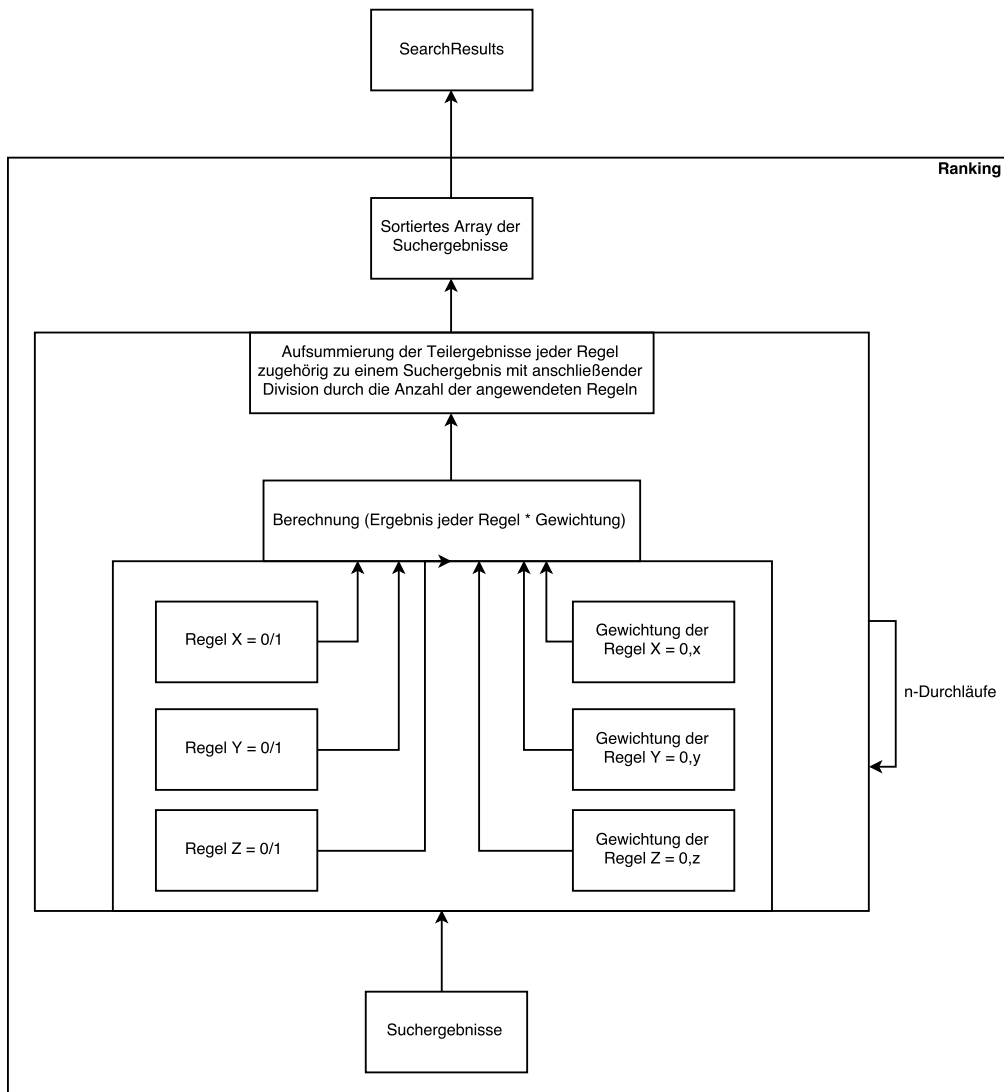 SearchResults
Ranking
Sortiertes Array der
Suchergebnisse
Aufsummierung der Teilergebnisse jeder Regel
zugehörig zu einem Suchergebnis mit anschließender
Division durch die Anzahl der angewendeten Regeln
Berechnung (Ergebnis jeder Regel * Gewichtung)
Regel X = 0/1
Gewichtung der
Regel X = 0,x
n-Durchläufe
Regel Y = 0/1
Gewichtung der
Regel Y = 0,y
Regel Z = 0/1
Gewichtung der
Regel Z = 0,z
Suchergebnisse